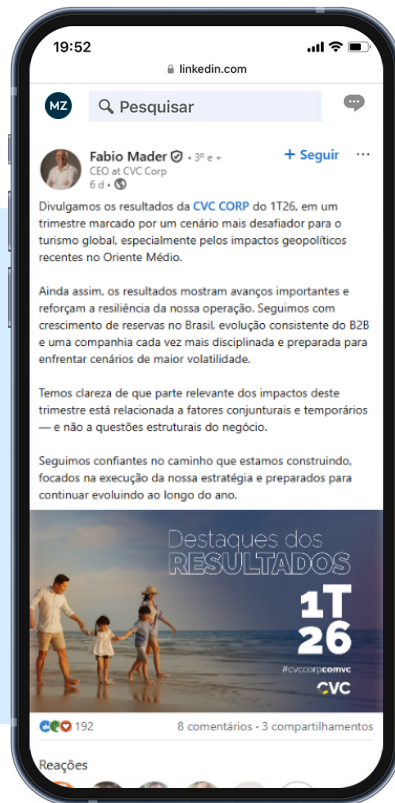 19:52
linkedin.com
MZ
Pesquisar
Fabio Mader • 3º e +
+ Seguir
CEO at CVC Corp
6 d •
Divulgamos os resultados da CVC CORP do 1T26, em um
trimestre marcado por um cenário mais desafiador para o
turismo global, especialmente pelos impactos geopolíticos
recentes no Oriente Médio.
Ainda assim, os resultados mostram avanços importantes e
reforçam a resiliência da nossa operação. Seguimos com
crescimento de reservas no Brasil, evolução consistente do B2B
e uma companhia cada vez mais disciplinada e preparada para
enfrentar cenários de maior volatilidade.
Temos clareza de que parte relevante dos impactos deste
trimestre está relacionada a fatores conjunturais e temporários
— e não a questões estruturais do negócio.
Seguimos confiantes no caminho que estamos construindo,
focados na execução da nossa estratégia e preparados para
continuar evoluindo ao longo do ano.
Destaques dos
RESULTADOS
1T
26
#cvccorpcomvc
CVC
192
8 comentários • 3 compartilhamentos
Reações